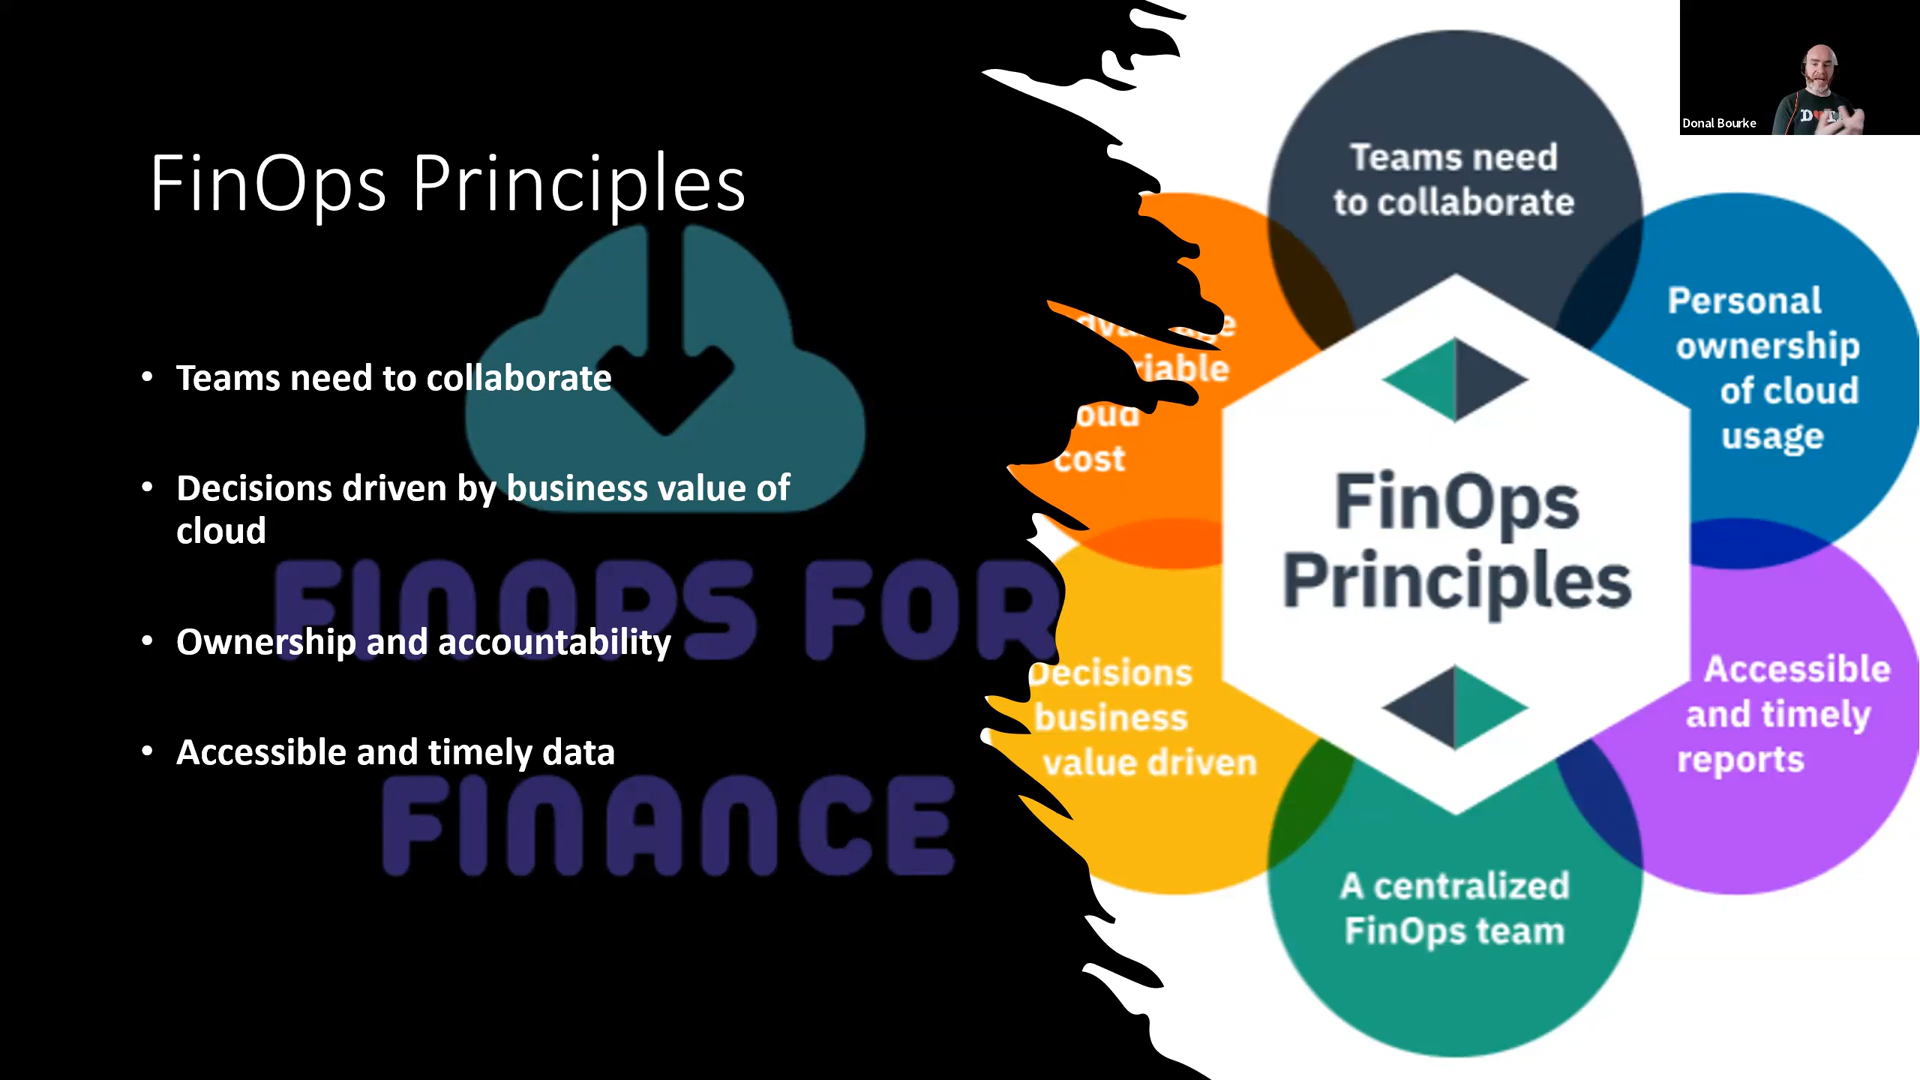 FinOps Principles
• Teams need to collaborate
• Decisions driven by business value of
cloud
• Ownership and accountability
• Accessible and timely data
FINOPS FOR
FINANCE
Teams need
to collaborate
Personal
ownership
of cloud
usage
Accessible
and timely
reports
A centralized
FinOps team
Decisions
business
value driven
cost
FinOps
Principles
Donal Bourke